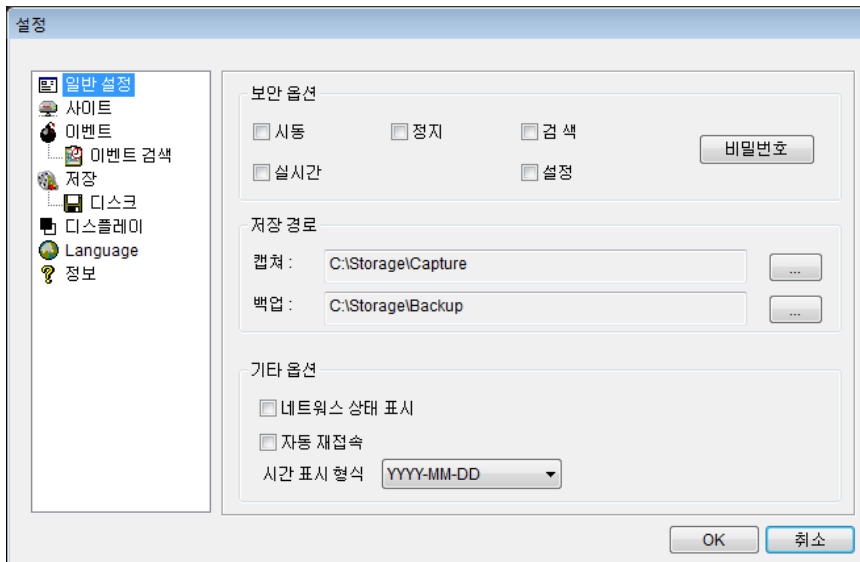 설정
일반 설정
사이트
이벤트
이벤트 검색
저장
디스크
디스플레이
Language
정보
보안 옵션
시동 정지 검 색
실시간 설정
비밀번호
저장 경로
캡쳐 : C:\Storage\Capture ...
백업 : C:\Storage\Backup ...
기타 옵션
네트워스 상태 표시
자동 재접속
시간 표시 형식 YYYY-MM-DD
OK 취소